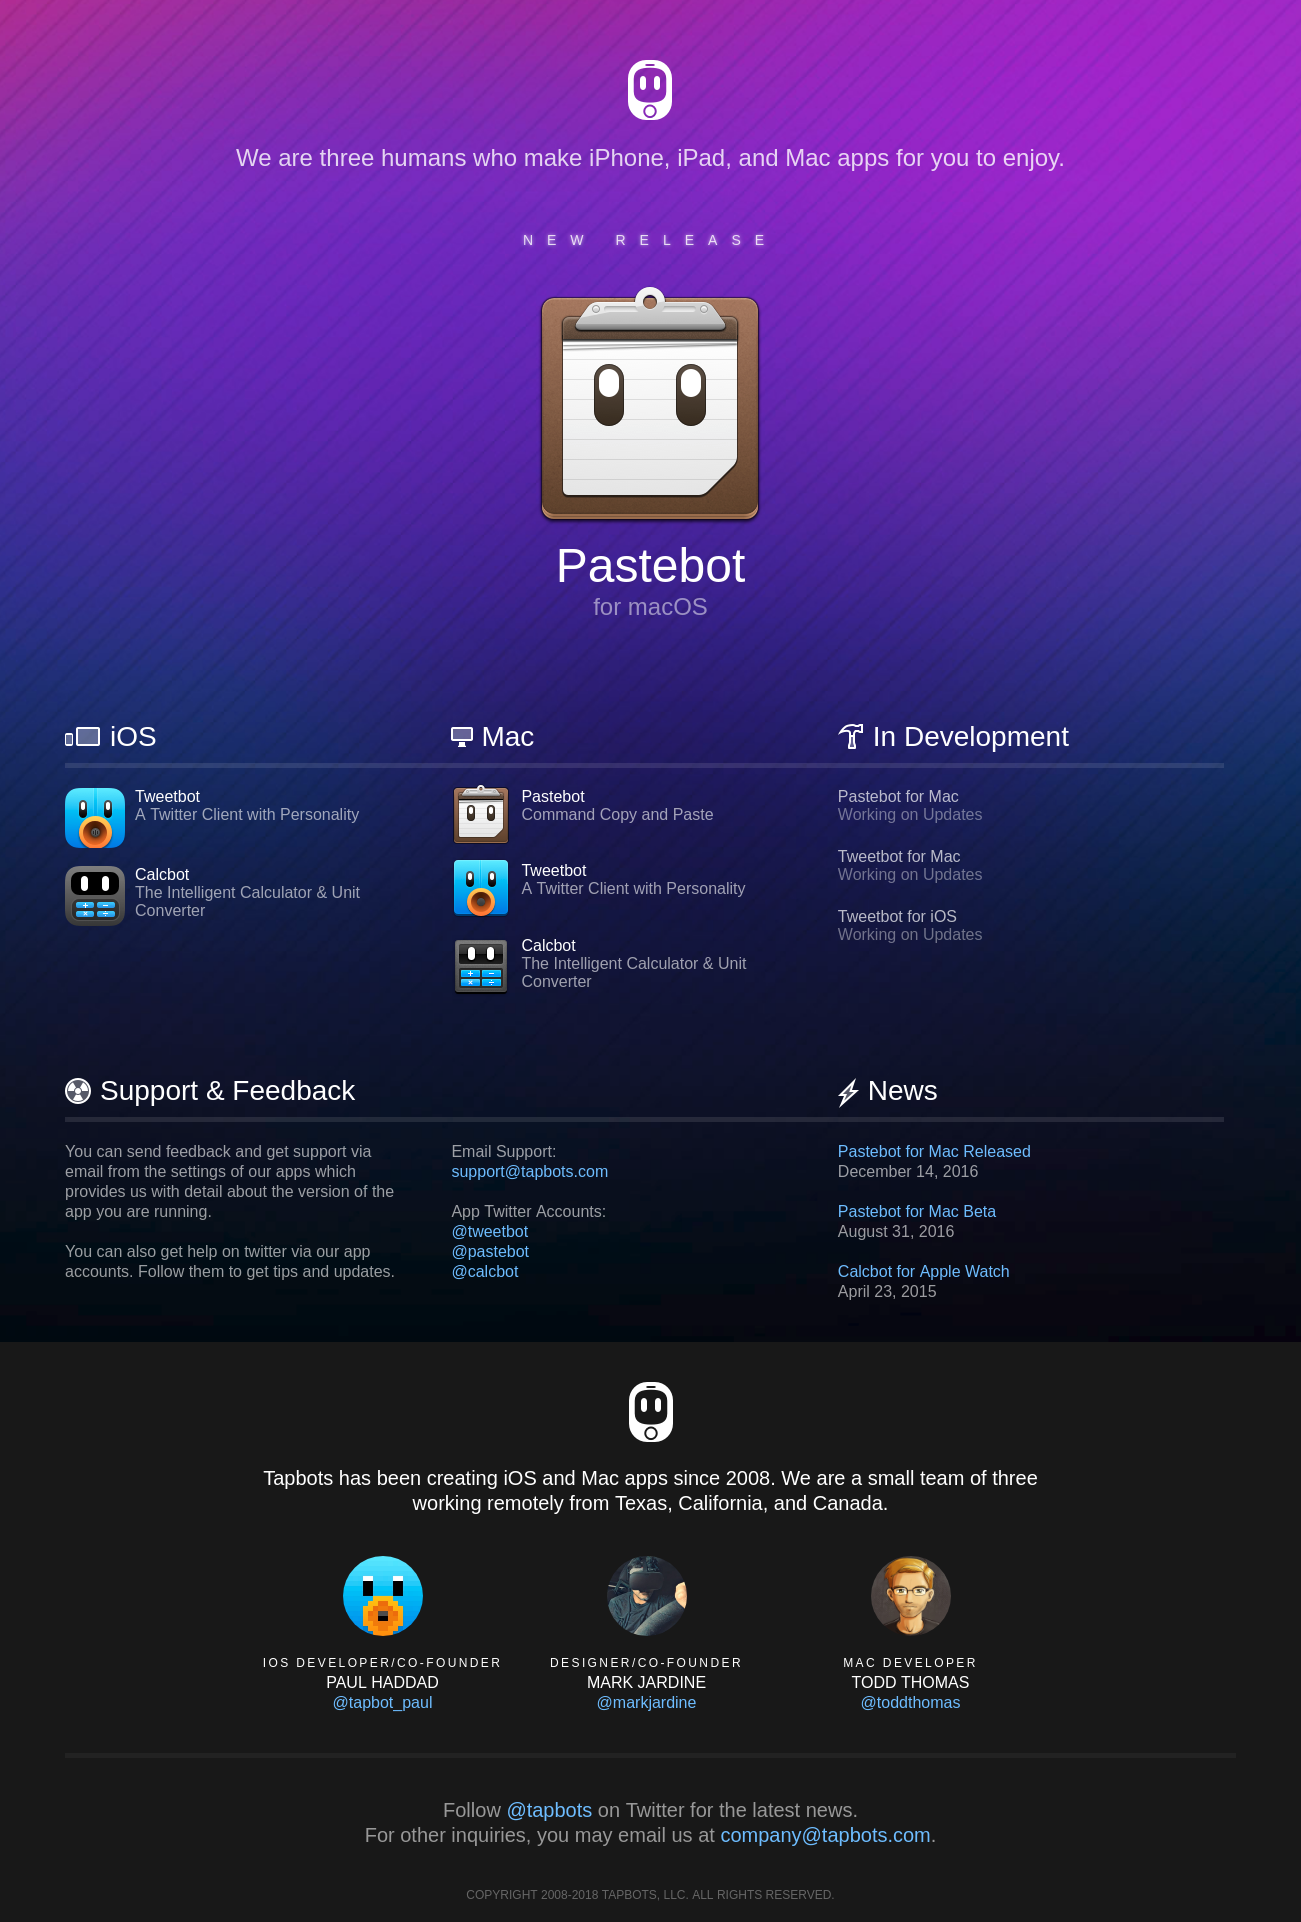 We are three humans who make iPhone, iPad, and Mac apps for you to enjoy.
NEW RELEASE
Pastebot
for macOS
iOS
Tweetbot
A Twitter Client with Personality
Calcbot
The Intelligent Calculator & Unit
Converter
Mac
Pastebot
Command Copy and Paste
Tweetbot
A Twitter Client with Personality
Calcbot
The Intelligent Calculator & Unit
Converter
In Development
Pastebot for Mac
Working on Updates
Tweetbot for Mac
Working on Updates
Tweetbot for iOS
Working on Updates
Support & Feedback
You can send feedback and get support via
email from the settings of our apps which
provides us with detail about the version of the
app you are running.
You can also get help on twitter via our app
accounts. Follow them to get tips and updates.
Email Support:
support@tapbots.com
App Twitter Accounts:
@tweetbot
@pastebot
@calcbot
News
Pastebot for Mac Released
December 14, 2016
Pastebot for Mac Beta
August 31, 2016
Calcbot for Apple Watch
April 23, 2015
Tapbots has been creating iOS and Mac apps since 2008. We are a small team of three
working remotely from Texas, California, and Canada.
IOS DEVELOPER/CO-FOUNDER
PAUL HADDAD
@tapbot_paul
DESIGNER/CO-FOUNDER
MARK JARDINE
@markjardine
MAC DEVELOPER
TODD THOMAS
@toddthomas
Follow @tapbots on Twitter for the latest news.
For other inquiries, you may email us at company@tapbots.com.
COPYRIGHT 2008-2018 TAPBOTS, LLC. ALL RIGHTS RESERVED.